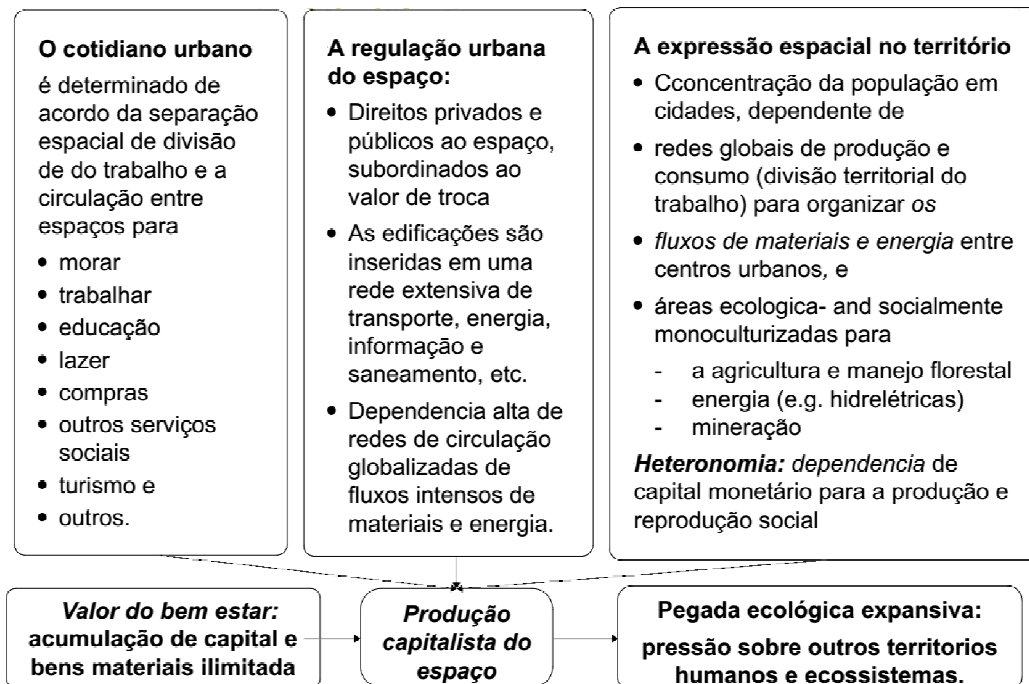 O cotidiano urbano
é determinado de
acordo da separação
espacial de divisão
de do trabalho e a
circulação entre
espaços para
• morar
• trabalhar
• educação
• lazer
• compras
• outros serviços
sociais
• turismo e
• outros.
A regulação urbana
do espaço:
• Direitos privados e
públicos ao espaço,
subordinados ao
valor de troca
• As edificações são
inseridas em uma
rede extensiva de
transporte, energia,
informação e
saneamento, etc.
• Dependencia alta de
redes de circulação
globalizadas de
fluxos intensos de
materiais e energia.
A expressão espacial no território
• Cconcentração da população em
cidades, dependente de
• redes globais de produção e
consumo (divisão territorial do
trabalho) para organizar os
• fluxos de materiais e energia entre
centros urbanos, e
• áreas ecologica- and socialmente
monoculturizadas para
- a agricultura e manejo florestal
- energia (e.g. hidrelétricas)
- mineração
Heteronomia: dependencia de
capital monetário para a produção e
reprodução social
Valor do bem estar:
acumulação de capital e
bens materiais ilimitada
Produção
capitalista do
espaço
Pegada ecológica expansiva:
pressão sobre outros territorios
humanos e ecossistemas.